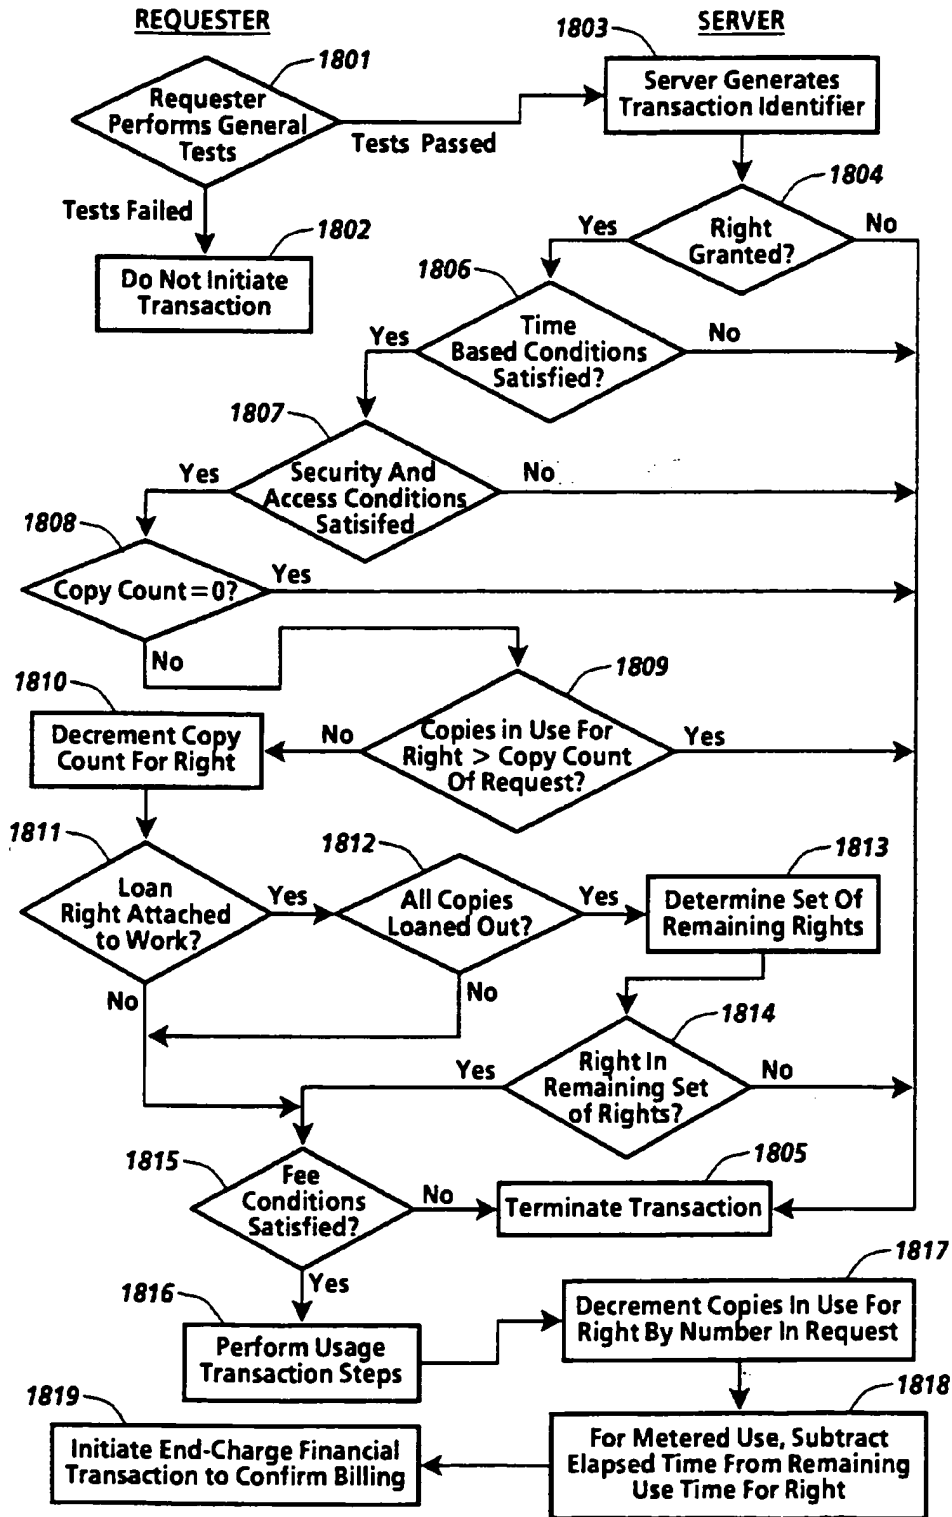 REQUESTER
SERVER
1801
1803
Requester
Performs General
Tests
Server Generates
Transaction Identifier
Tests Passed
Tests Failed
1802
Do Not Initiate
Transaction
1804
Yes
Right
Granted?
No
1806
Yes
Time
Based Conditions
Satisfied?
No
1807
Yes
Security And
Access Conditions
Satisifed
No
1808
Copy Count = 0?
Yes
No
1809
1810
Decrement Copy
Count For Right
No
Copies in Use For
Right > Copy Count
Of Request?
Yes
1811
Loan
Right Attached
to Work?
Yes
No
1812
All Copies
Loaned Out?
Yes
No
1813
Determine Set Of
Remaining Rights
1814
Yes
Right In
Remaining Set
of Rights?
No
1815
Fee
Conditions
Satisfied?
No
Yes
1805
Terminate Transaction
1816
Perform Usage
Transaction Steps
1817
Decrement Copies In Use For
Right By Number In Request
1818
For Metered Use, Subtract
Elapsed Time From Remaining
Use Time For Right
1819
Initiate End-Charge Financial
Transaction to Confirm Billing